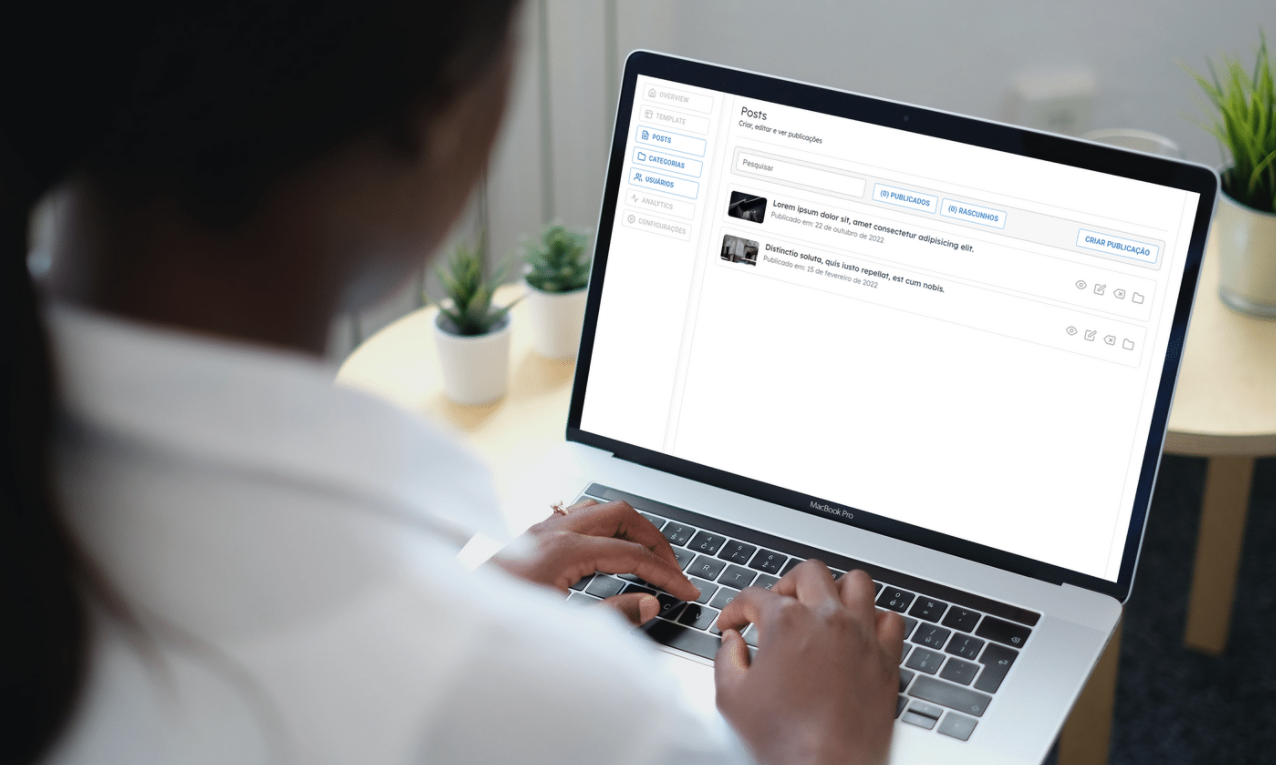 OVERVIEW
TEMPLATE
POSTS
CATEGORIAS
USUÁRIOS
ANALYTICS
CONFIGURAÇÕES
Posts
Criar, editar e ver publicações
Pesquisar
(0) PUBLICADOS
(0) RASCUNHOS
CRIAR PUBLICAÇÃO
Lorem ipsum dolor sit, amet consectetur adipisicing elit.
Publicado em: 22 de outubro de 2022
Distinctio soluta, quis iusto repellat, est cum nobis.
Publicado em: 15 de fevereiro de 2022
MacBook Pro